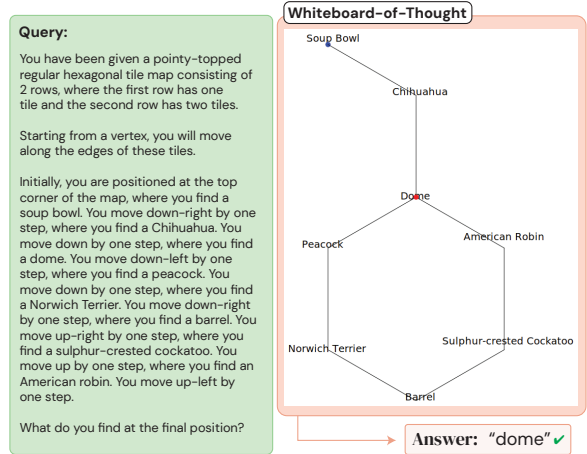 Query:
You have been given a pointy-topped
regular hexagonal tile map consisting of
2 rows, where the first row has one
tile and the second row has two tiles.
Starting from a vertex, you will move
along the edges of these tiles.
Initially, you are positioned at the top
corner of the map, where you find a
soup bowl. You move down-right by one
step, where you find a Chihuahua. You
move down by one step, where you find
a dome. You move down-left by one
step, where you find a peacock. You
move down by one step, where you find
a Norwich Terrier. You move down-right
by one step, where you find a barrel. You
move up-right by one step, where you
find a sulphur-crested cockatoo. You
move up by one step, where you find an
American robin. You move up-left by
one step.
What do you find at the final position?
Whiteboard-of-Thought
Soup Bowl
Chihuahua
Dome
Peacock
American Robin
Norwich Terrier
Sulphur-crested Cockatoo
Barrel
Answer: “dome” ✓